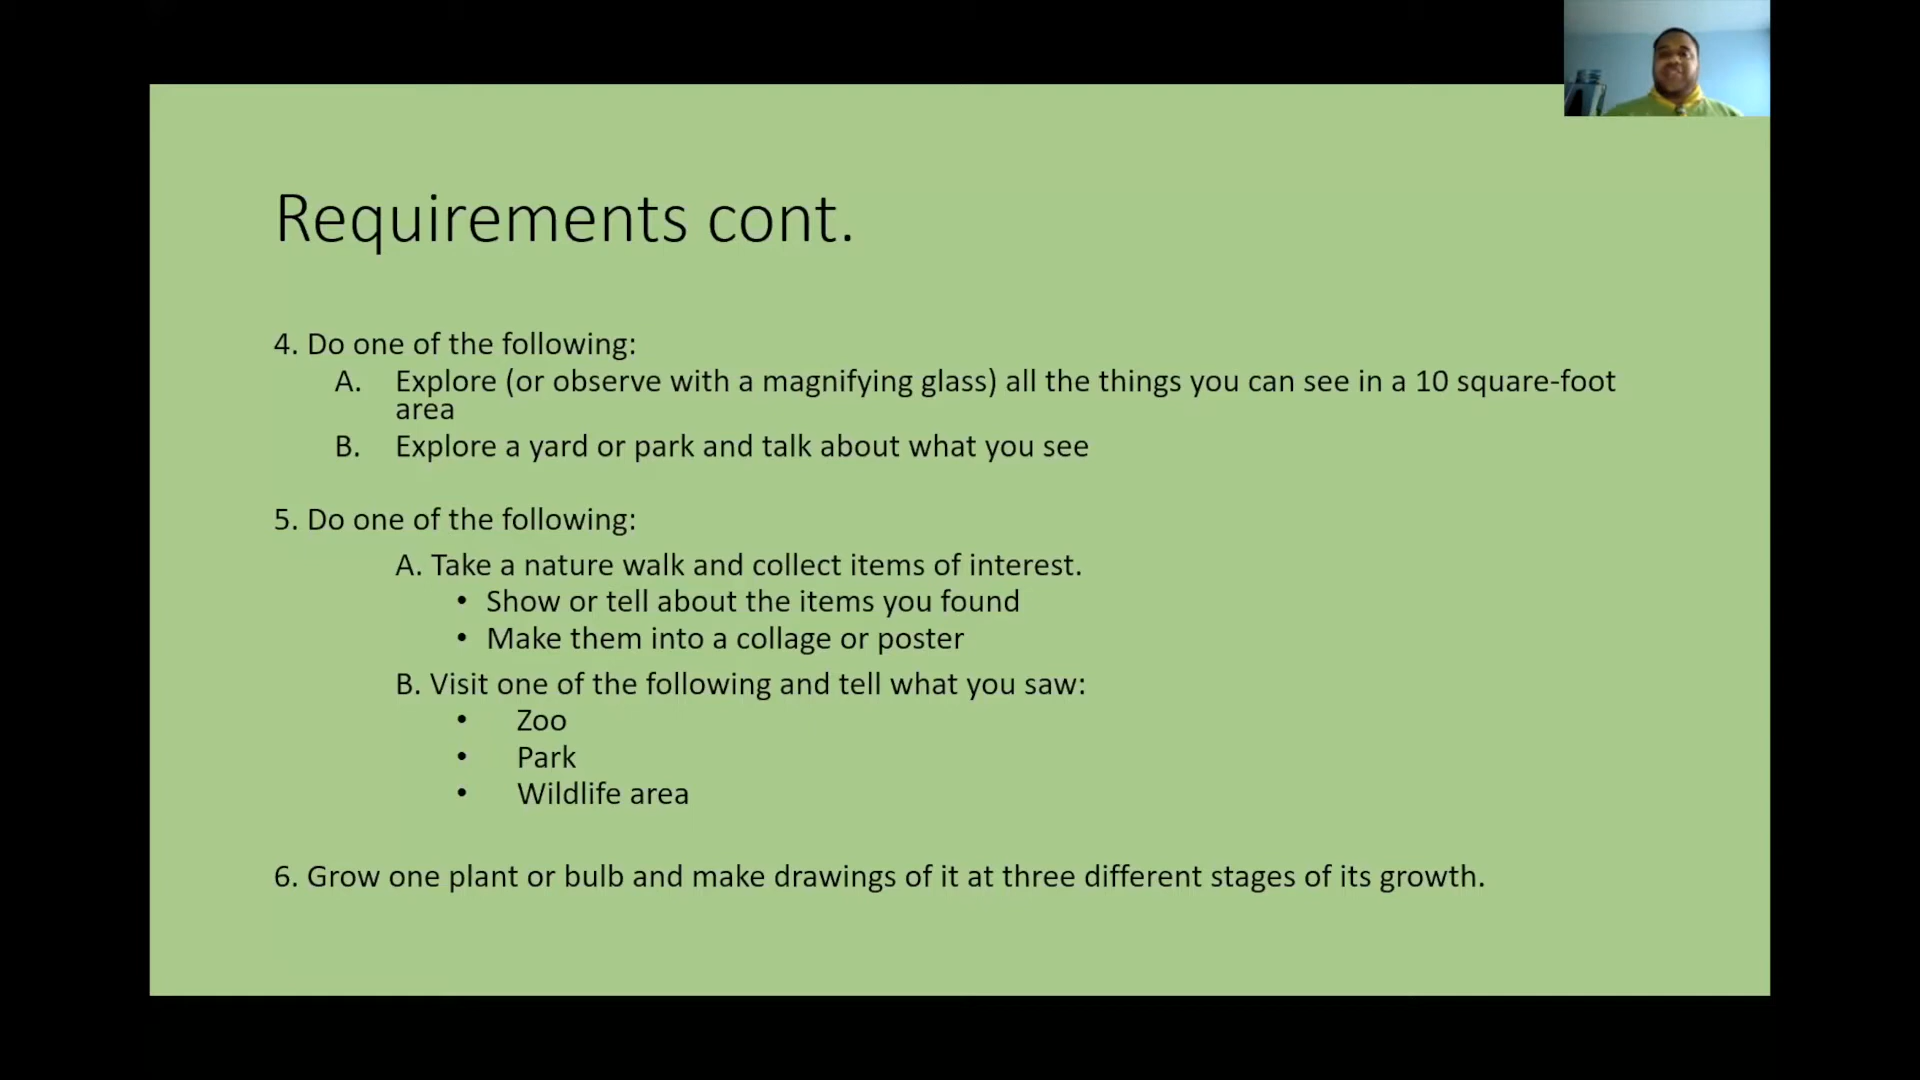 Requirements cont.
4. Do one of the following:
A. Explore (or observe with a magnifying glass) all the things you can see in a 10 square-foot
area
B. Explore a yard or park and talk about what you see
5. Do one of the following:
A. Take a nature walk and collect items of interest.
• Show or tell about the items you found
• Make them into a collage or poster
B. Visit one of the following and tell what you saw:
• Zoo
• Park
• Wildlife area
6. Grow one plant or bulb and make drawings of it at three different stages of its growth.